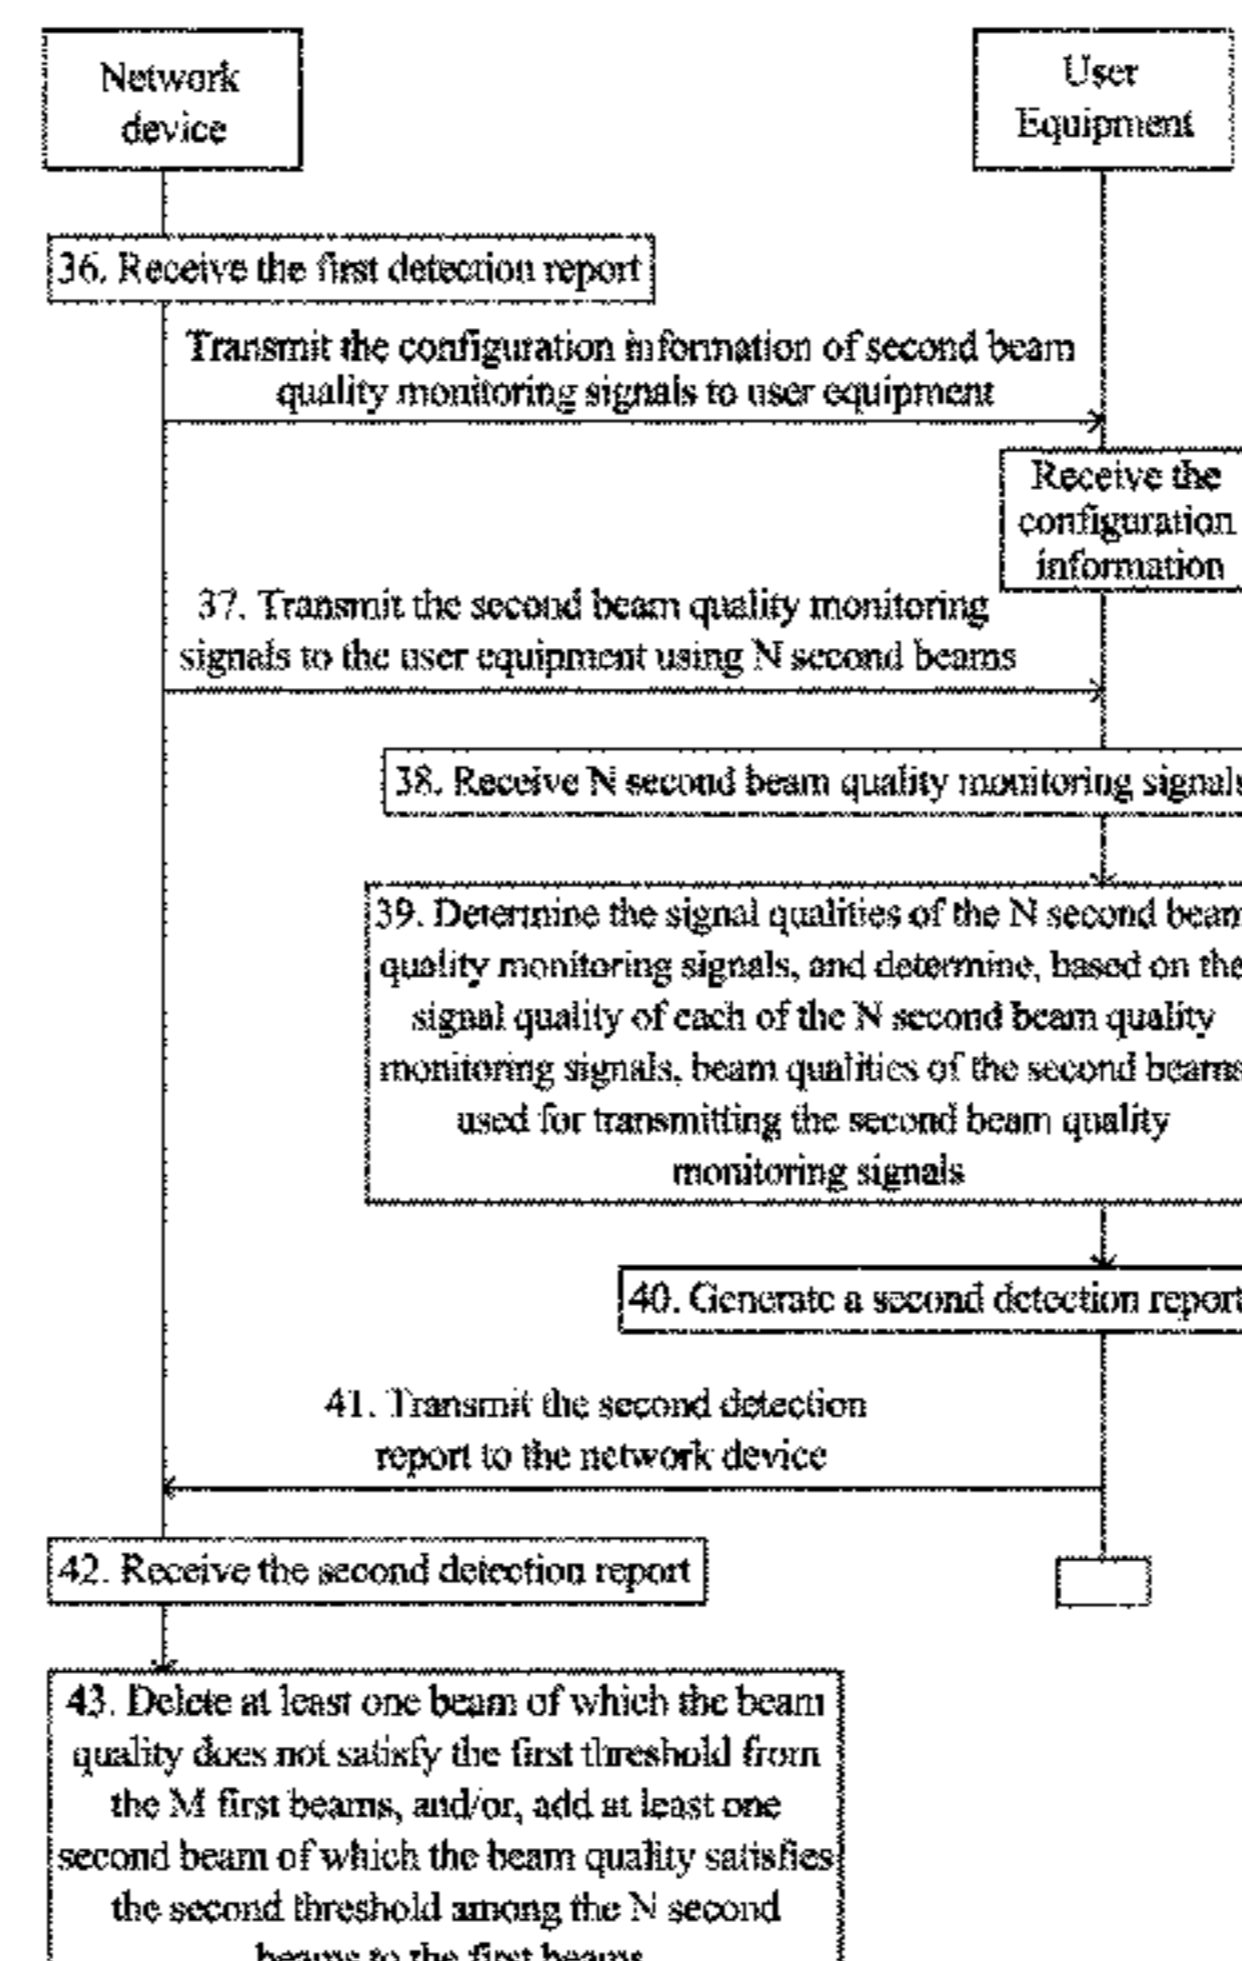 Network
device
User
Equipment
36. Receive the first detection report
Transmit the configuration information of second beam
quality monitoring signals to user equipment
Receive the
configuration
information
37. Transmit the second beam quality monitoring
signals to the user equipment using N second beams
38. Receive N second beam quality monitoring signals
39. Determine the signal qualities of the N second beam
quality monitoring signals, and determine, based on the
signal quality of each of the N second beam quality
monitoring signals, beam qualities of the second beams
used for transmitting the second beam quality
monitoring signals
40. Generate a second detection report
41. Transmit the second detection
report to the network device
42. Receive the second detection report
43. Delete at least one beam of which the beam
quality does not satisfy the first threshold from
the M first beams, and/or, add at least one
second beam of which the beam quality satisfies
the second threshold among the N second
beams to the first beams